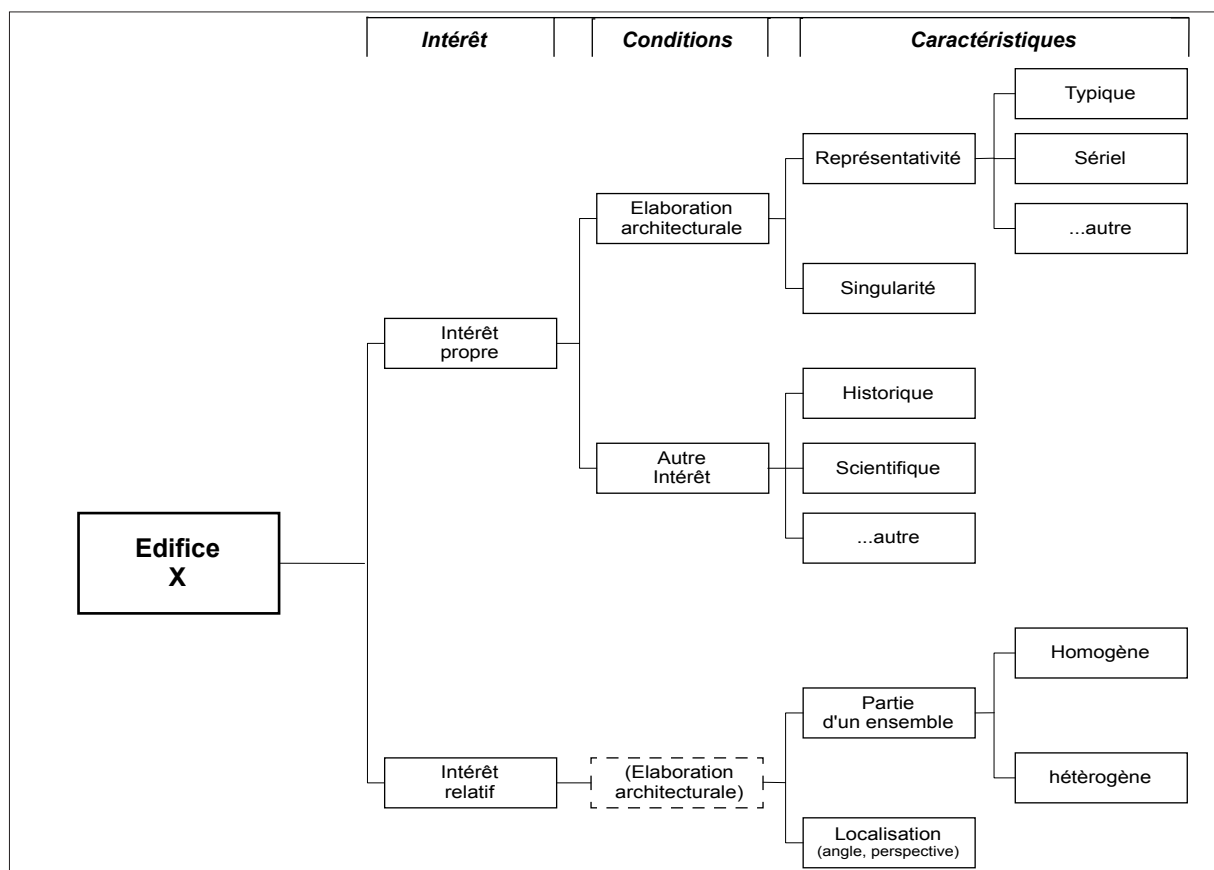 Intérêt
Conditions
Caractéristiques
Typique
Représentativité
Sériel
Elaboration
architecturale
...autre
Singularité
Intérêt
propre
Historique
Autre
Intérêt
Scientifique
...autre
Edifice
X
Homogène
Partie
d'un ensemble
Intérêt
relatif
(Elaboration
architecturale)
hétèrogène
Localisation
(angle, perspective)